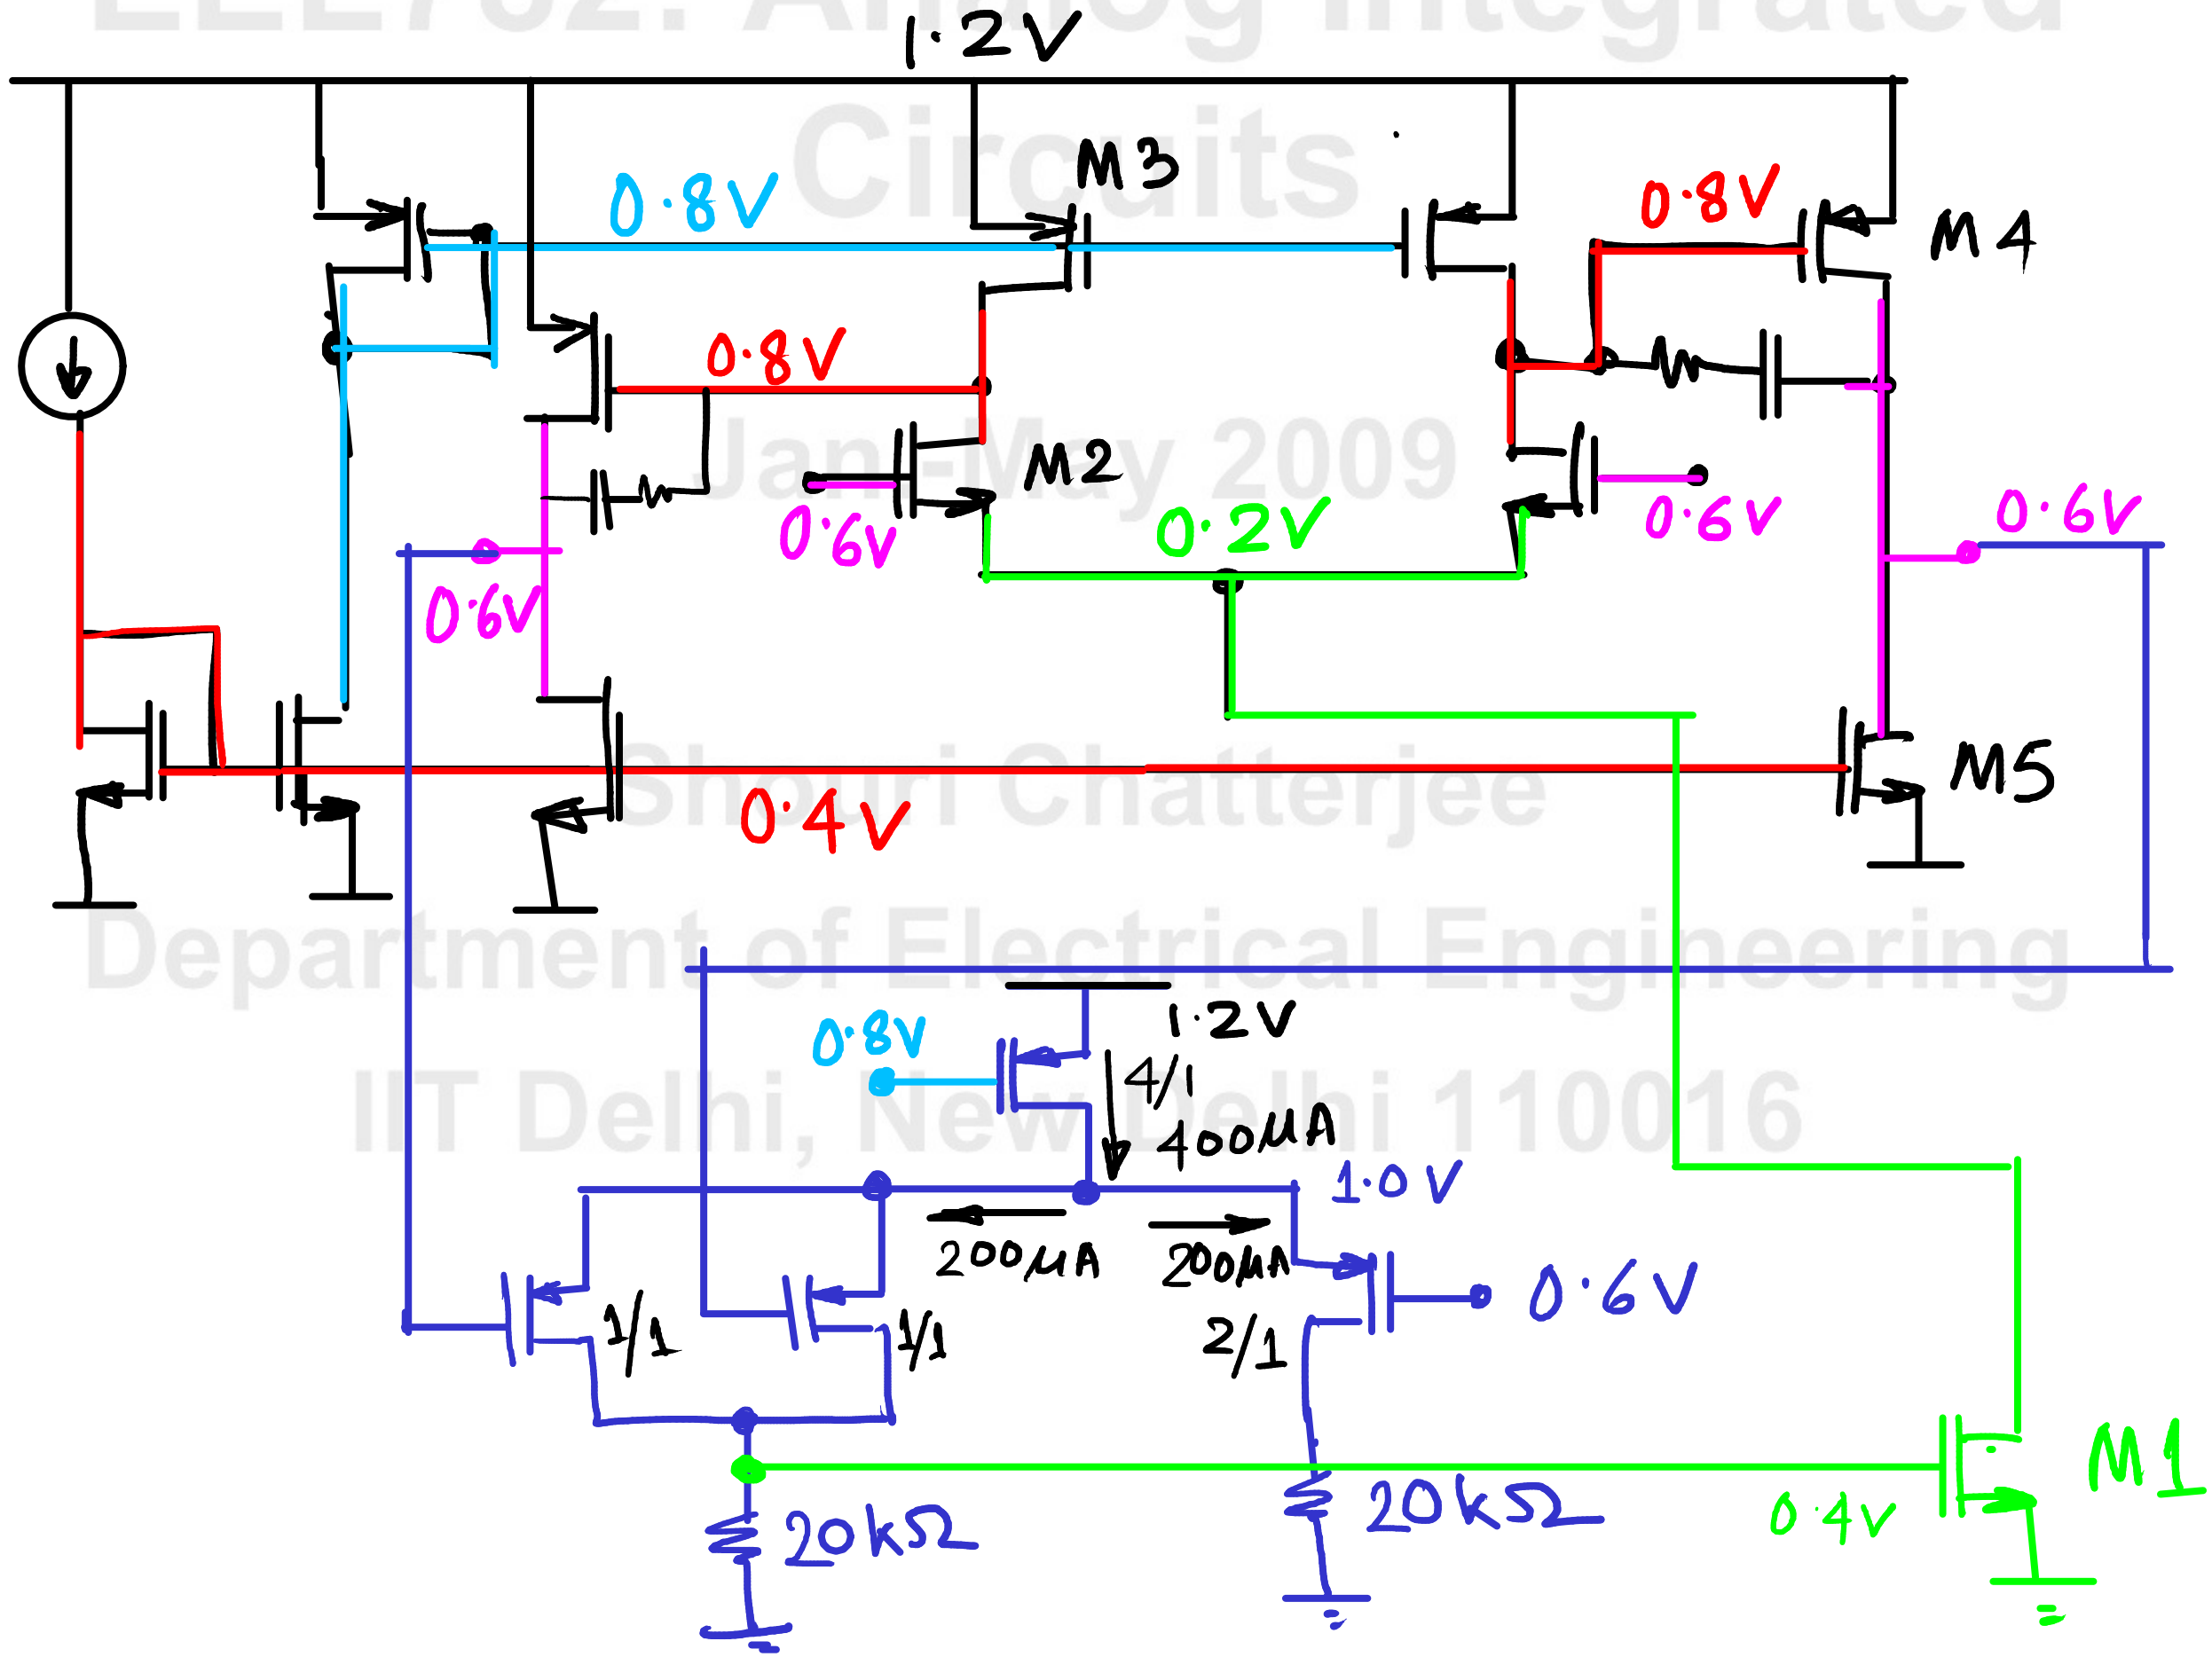 EEL782: Analog Integrated
Circuits
Jan.-May 2009
Shouri Chatterjee
Department of Electrical Engineering
IIT Delhi, New Delhi 110016
1.2V
M3
0.8V
0.8V
M4
0.8V
M2
0.6V
0.2V
0.6V
0.6V
0.6V
M5
0.4V
1.2V
0.8V
4/1
400µA
1.0V
200µA
200µA
0.6V
1/1
1/1
2/1
M1
20kΩ
20kΩ
0.4V